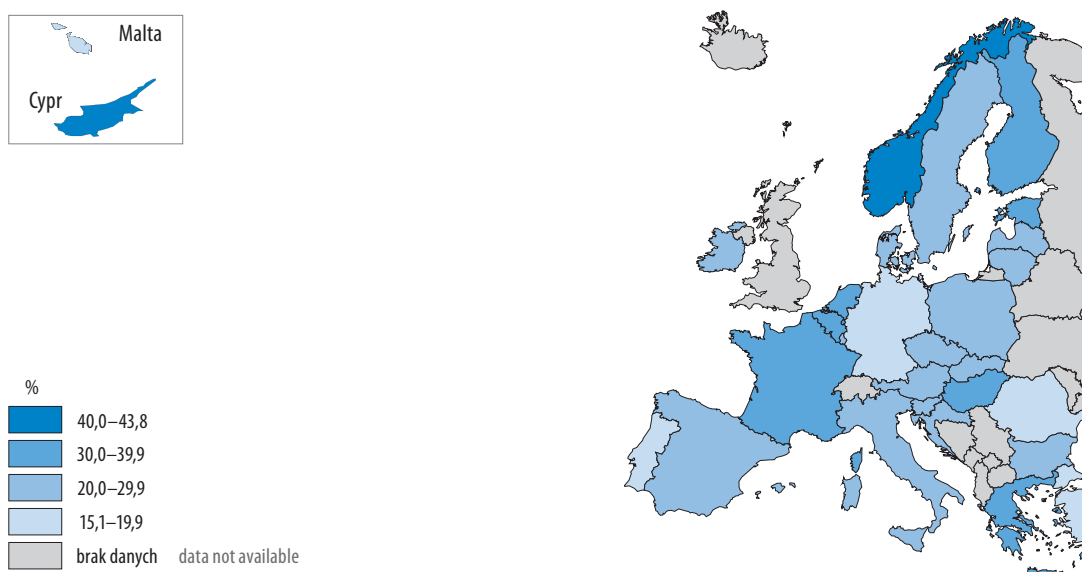 Malta
Cypr
%
40,0–43,8
30,0–39,9
20,0–29,9
15,1–19,9
brak danych data not available